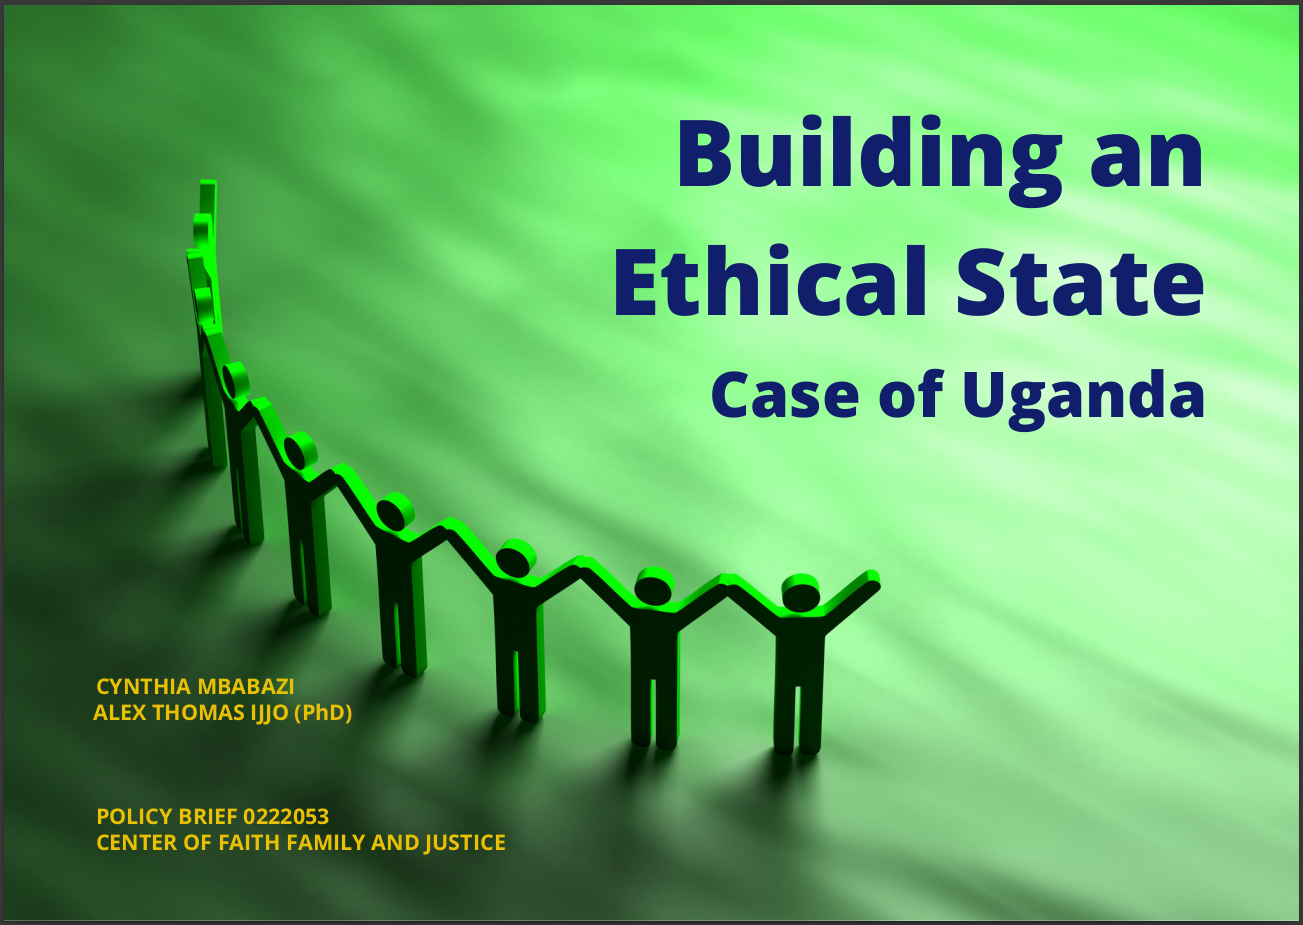 Building an
Ethical State
Case of Uganda
CYNTHIA MBABAZI
ALEX THOMAS IJJO (PhD)
POLICY BRIEF 0222053
CENTER OF FAITH FAMILY AND JUSTICE